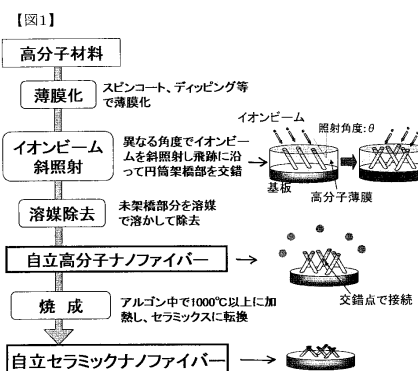 【図1】
高分子材料
薄膜化
スピンコート、ディッピング等
で薄膜化
イオンビーム
斜照射
異なる角度でイオンビー
ムを斜照射し飛跡に沿
って円筒架橋部を交錯
イオンビーム
照射角度:θ
基板
高分子薄膜
溶媒除去
未架橋部分を溶媒
で溶かして除去
自立高分子ナノファイバー
交錯点で接続
焼 成
アルゴン中で1000℃以上に加
熱し、セラミックスに転換
自立セラミックナノファイバー